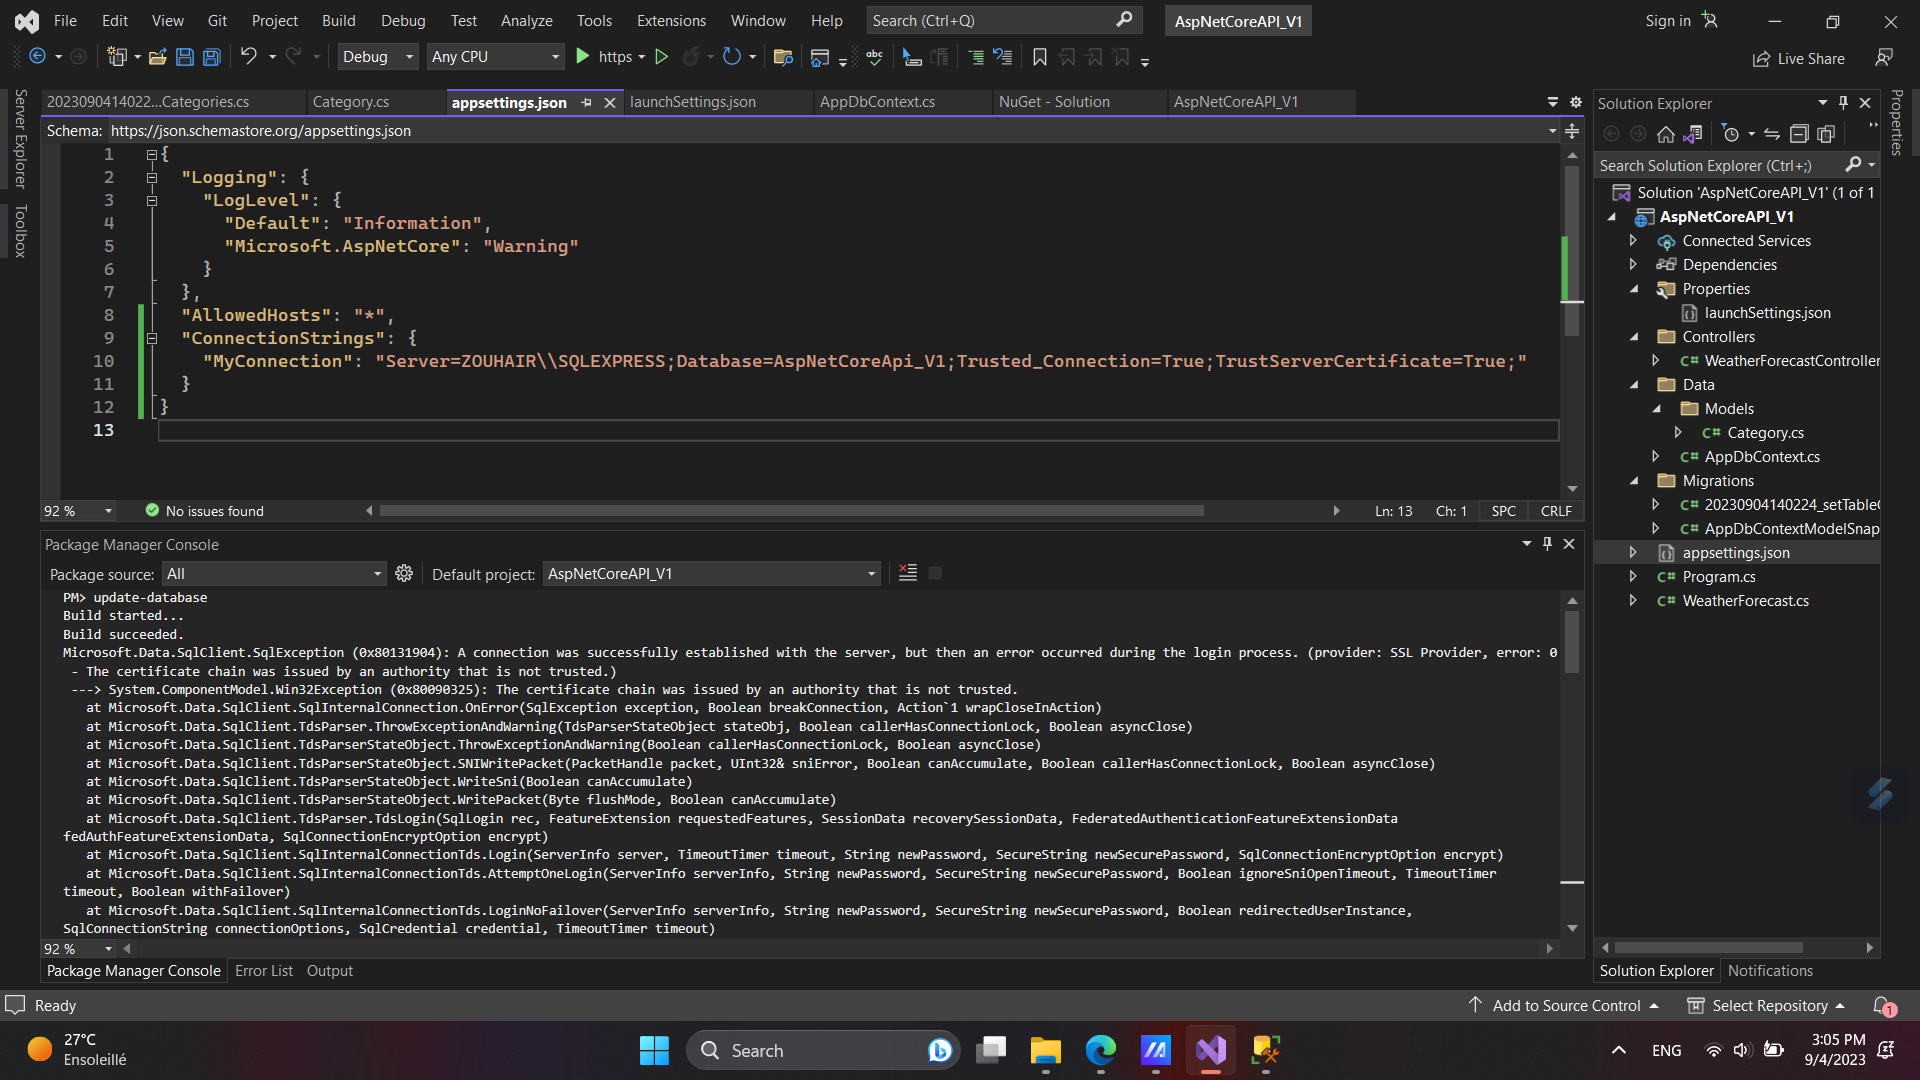 File Edit View Git Project Build Debug Test Analyze Tools Extensions Window Help Search (Ctrl+Q) AspNetCoreAPI_V1 Sign in
Debug Any CPU https Live Share
Server Explorer
Toolbox
2023090414022...Categories.cs Category.cs appsettings.json launchSettings.json AppDbContext.cs NuGet - Solution AspNetCoreAPI_V1
Schema: https://json.schemastore.org/appsettings.json
1 {
2 "Logging": {
3 "LogLevel": {
4 "Default": "Information",
5 "Microsoft.AspNetCore": "Warning"
6 }
7 },
8 "AllowedHosts": "*",
9 "ConnectionStrings": {
10 "MyConnection": "Server=ZOUHAIR\\SQLEXPRESS;Database=AspNetCoreApi_V1;Trusted_Connection=True;TrustServerCertificate=True;"
11 }
12 }
13
92 % No issues found Ln: 13 Ch: 1 SPC CRLF
Package Manager Console
Package source: All Default project: AspNetCoreAPI_V1
PM> update-database
Build started...
Build succeeded.
Microsoft.Data.SqlClient.SqlException (0x80131904): A connection was successfully established with the server, but then an error occurred during the login process. (provider: SSL Provider, error: 0
- The certificate chain was issued by an authority that is not trusted.)
---> System.ComponentModel.Win32Exception (0x80090325): The certificate chain was issued by an authority that is not trusted.
at Microsoft.Data.SqlClient.SqlInternalConnection.OnError(SqlException exception, Boolean breakConnection, Action`1 wrapCloseInAction)
at Microsoft.Data.SqlClient.TdsParser.ThrowExceptionAndWarning(TdsParserStateObject stateObj, Boolean callerHasConnectionLock, Boolean asyncClose)
at Microsoft.Data.SqlClient.TdsParserStateObject.ThrowExceptionAndWarning(Boolean callerHasConnectionLock, Boolean asyncClose)
at Microsoft.Data.SqlClient.TdsParserStateObject.SNIWritePacket(PacketHandle packet, UInt32& sniError, Boolean canAccumulate, Boolean callerHasConnectionLock, Boolean asyncClose)
at Microsoft.Data.SqlClient.TdsParserStateObject.WriteSni(Boolean canAccumulate)
at Microsoft.Data.SqlClient.TdsParserStateObject.WritePacket(Byte flushMode, Boolean canAccumulate)
at Microsoft.Data.SqlClient.TdsParser.TdsLogin(SqlLogin rec, FeatureExtension requestedFeatures, SessionData recoverySessionData, FederatedAuthenticationFeatureExtensionData
fedAuthFeatureExtensionData, SqlConnectionEncryptOption encrypt)
at Microsoft.Data.SqlClient.SqlInternalConnectionTds.Login(ServerInfo server, TimeoutTimer timeout, String newPassword, SecureString newSecurePassword, SqlConnectionEncryptOption encrypt)
at Microsoft.Data.SqlClient.SqlInternalConnectionTds.AttemptOneLogin(ServerInfo serverInfo, String newPassword, SecureString newSecurePassword, Boolean ignoreSniOpenTimeout, TimeoutTimer
timeout, Boolean withFailover)
at Microsoft.Data.SqlClient.SqlInternalConnectionTds.LoginNoFailover(ServerInfo serverInfo, String newPassword, SecureString newSecurePassword, Boolean redirectedUserInstance,
SqlConnectionString connectionOptions, SqlCredential credential, TimeoutTimer timeout)
92 %
Package Manager Console Error List Output
Solution Explorer
Search Solution Explorer (Ctrl+;)
Solution 'AspNetCoreAPI_V1' (1 of 1
AspNetCoreAPI_V1
Connected Services
Dependencies
Properties
launchSettings.json
Controllers
WeatherForecastController
Data
Models
Category.cs
AppDbContext.cs
Migrations
20230904140224_setTable
AppDbContextModelSnap
appsettings.json
Program.cs
WeatherForecast.cs
Solution Explorer Notifications
Properties
Ready Add to Source Control Select Repository 1
27°C
Ensoleillé
Search
ENG
3:05 PM
9/4/2023